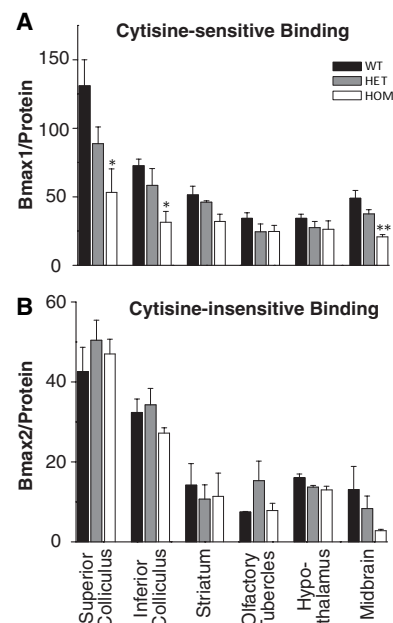 A
Cytisine-sensitive Binding
Bmax1/Protein
150
100
50
0
WT
HET
HOM
*
*
**
B
Cytisine-insensitive Binding
Bmax2/Protein
60
40
20
0
Superior
Colliculus
Inferior
Colliculus
Striatum
Olfactory
Tubercles
Hypo-
thalamus
Midbrain